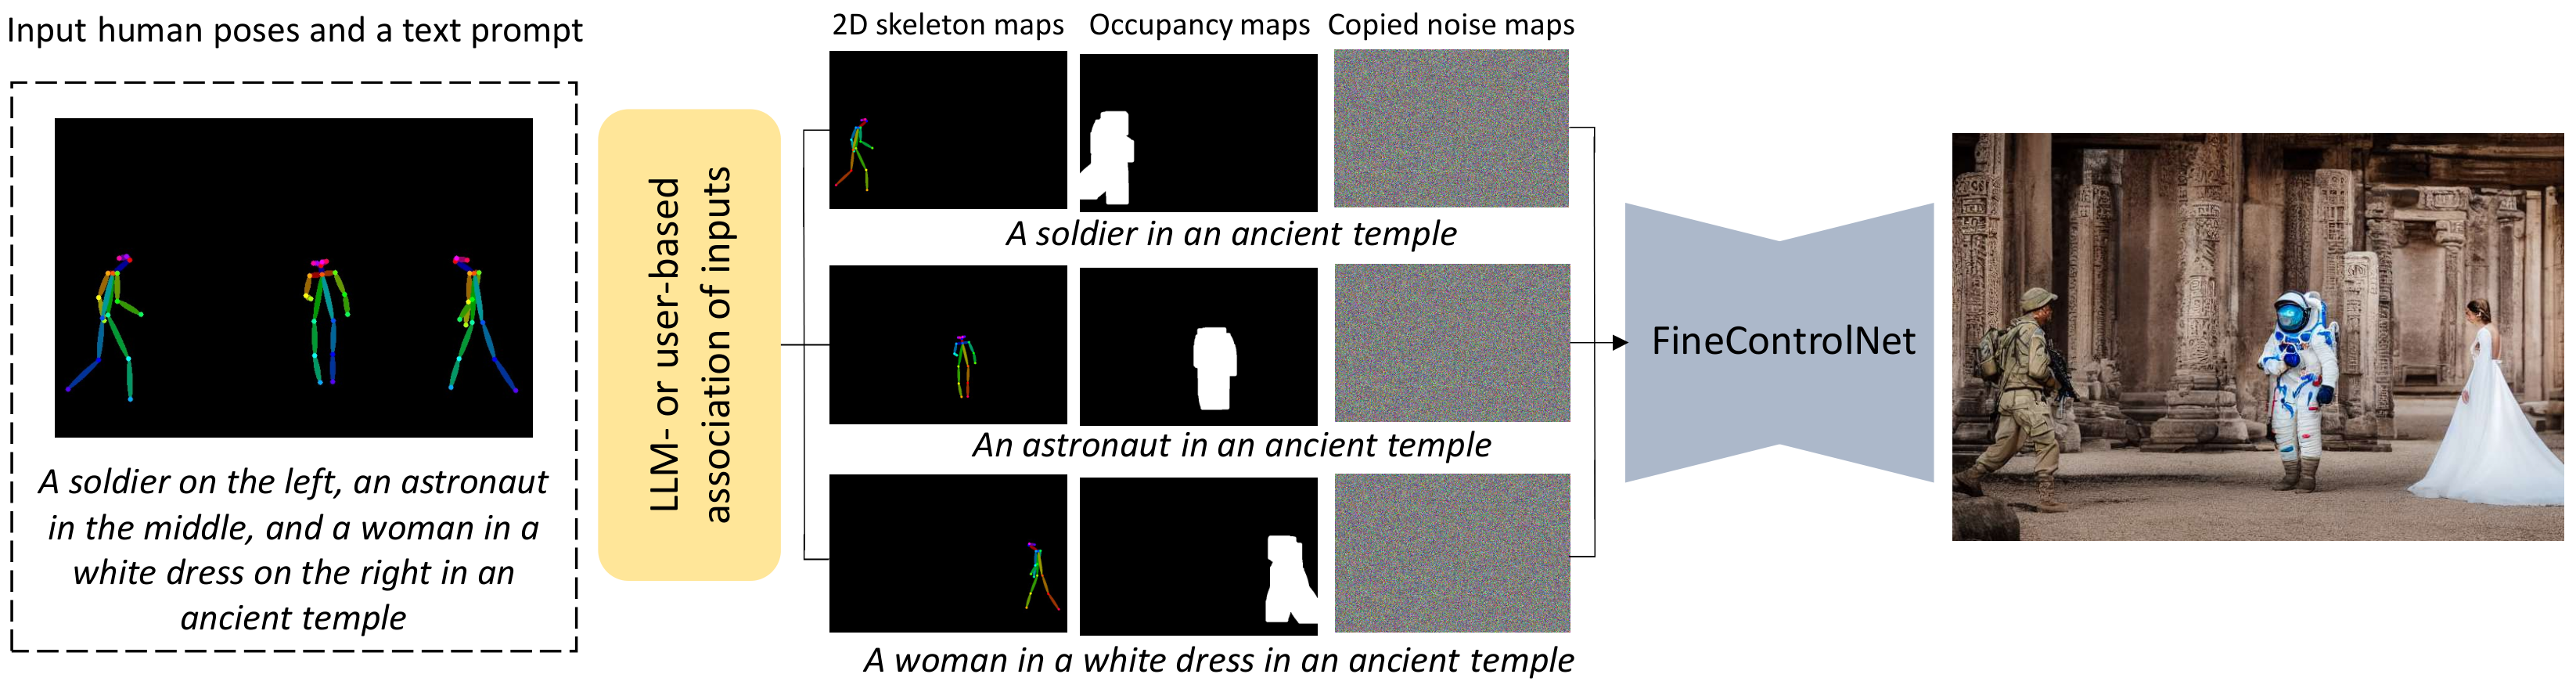 Input human poses and a text prompt
A soldier on the left, an astronaut
in the middle, and a woman in a
white dress on the right in an
ancient temple
LLM- or user-based
association of inputs
2D skeleton maps
Occupancy maps
Copied noise maps
A soldier in an ancient temple
An astronaut in an ancient temple
A woman in a white dress in an ancient temple
FineControlNet